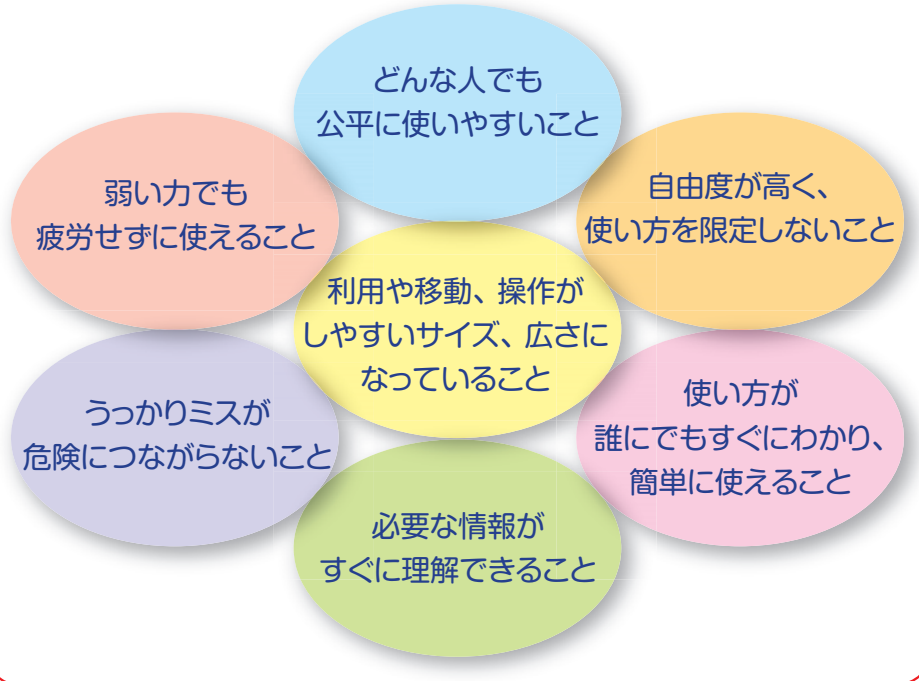 どんな人でも
公平に使いやすいこと
弱い力でも
疲労せずに使えること
自由度が高く、
使い方を限定しないこと
利用や移動、操作が
しやすいサイズ、広さに
なっていること
うっかりミスが
危険につながらないこと
使い方が
誰にでもすぐにわかり、
簡単に使えること
必要な情報が
すぐに理解できること